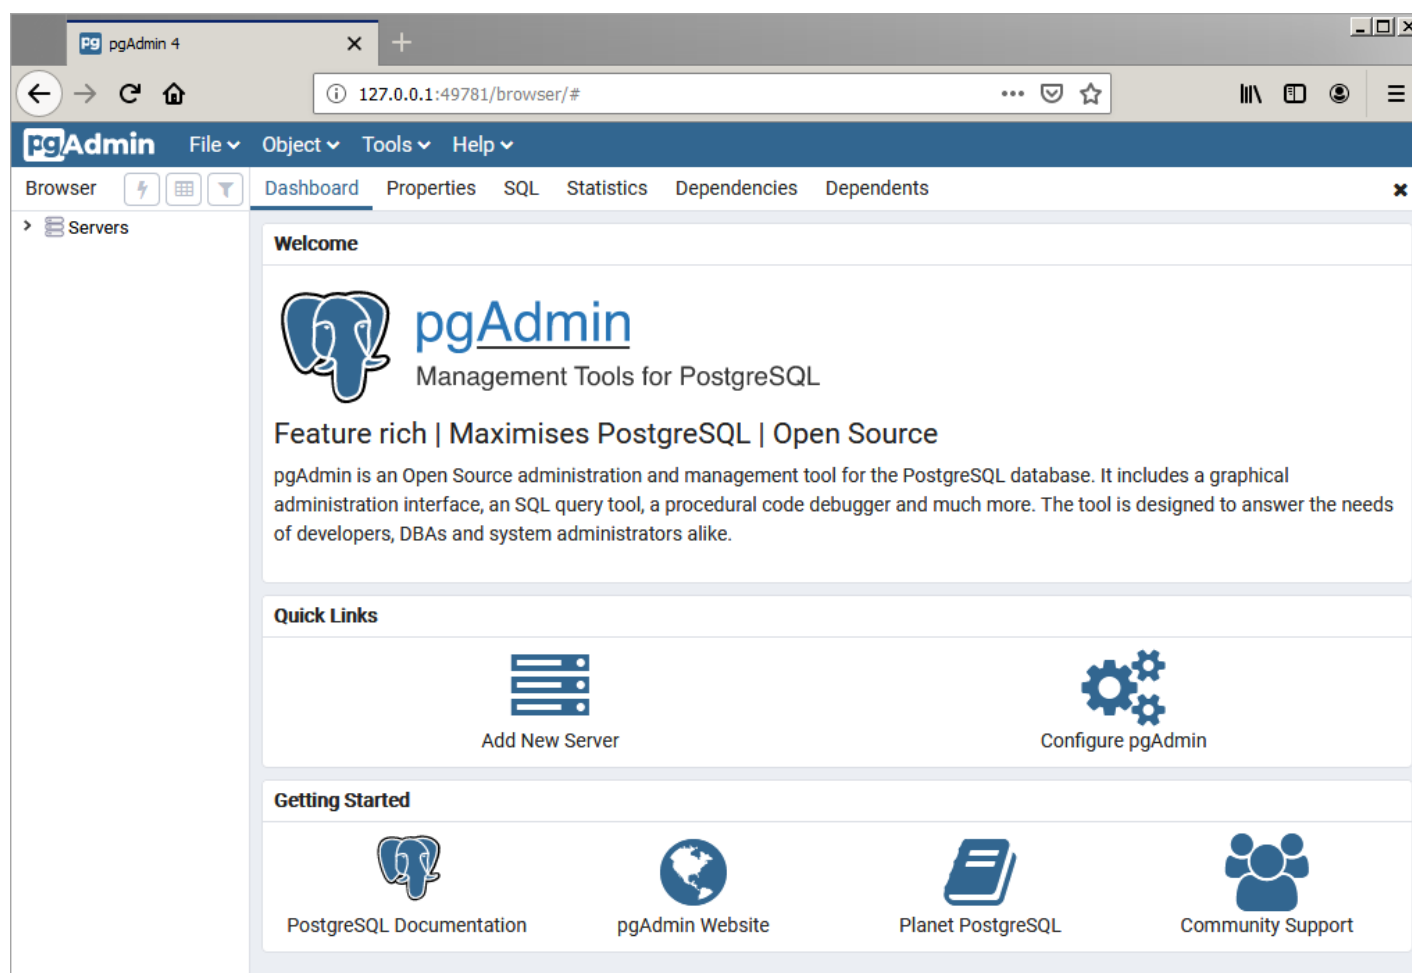 Pg pgAdmin 4
127.0.0.1:49781/browser/#
pgAdmin File Object Tools Help
Browser Dashboard Properties SQL Statistics Dependencies Dependents
Servers
Welcome
pgAdmin
Management Tools for PostgreSQL
Feature rich | Maximises PostgreSQL | Open Source
pgAdmin is an Open Source administration and management tool for the PostgreSQL database. It includes a graphical
administration interface, an SQL query tool, a procedural code debugger and much more. The tool is designed to answer the needs
of developers, DBAs and system administrators alike.
Quick Links
Add New Server Configure pgAdmin
Getting Started
PostgreSQL Documentation pgAdmin Website Planet PostgreSQL Community Support